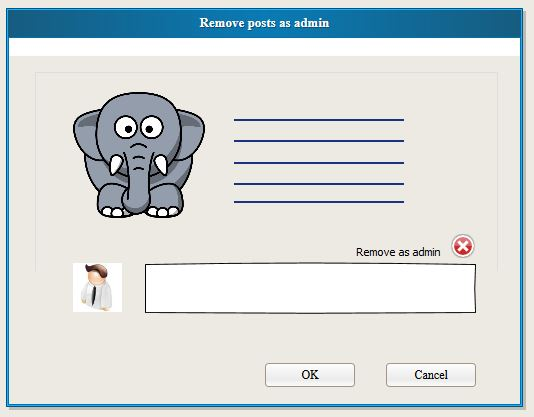 Remove posts as admin
Remove as admin
OK
Cancel